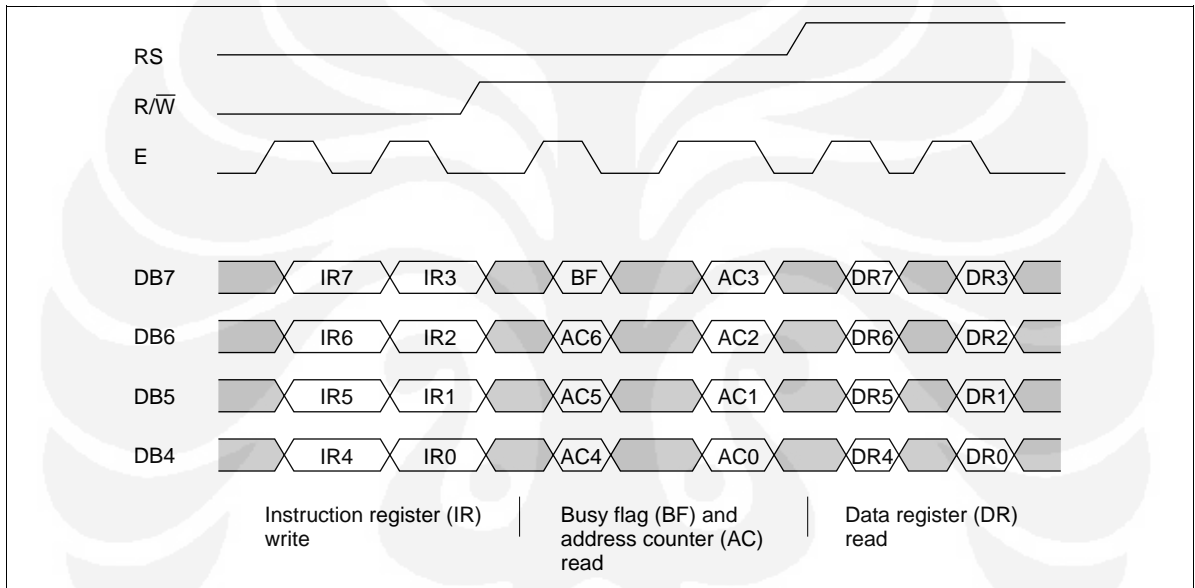 RS
R/W̅
E
DB7 IR7 IR3 BF AC3 DR7 DR3
DB6 IR6 IR2 AC6 AC2 DR6 DR2
DB5 IR5 IR1 AC5 AC1 DR5 DR1
DB4 IR4 IR0 AC4 AC0 DR4 DR0
Instruction register (IR)
write
Busy flag (BF) and
address counter (AC)
read
Data register (DR)
read